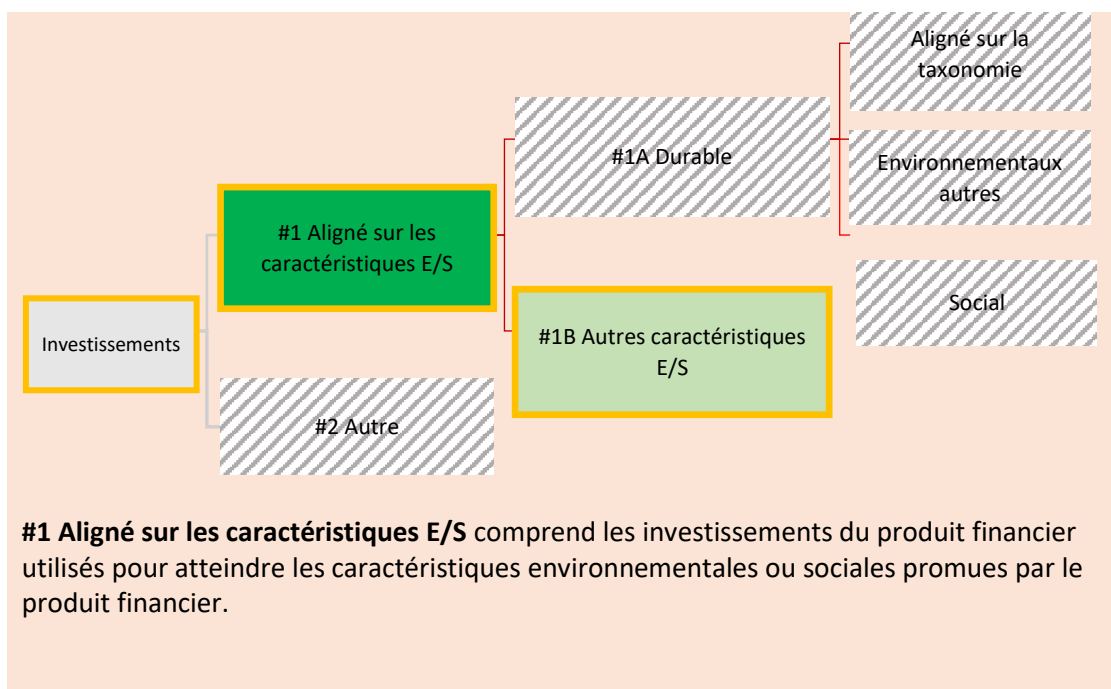 Aligné sur la
taxonomie
#1A Durable
Environnementaux
autres
#1 Aligné sur les
caractéristiques E/S
Social
#1B Autres caractéristiques
E/S
Investissements
#2 Autre
#1 Aligné sur les caractéristiques E/S comprend les investissements du produit financier
utilisés pour atteindre les caractéristiques environnementales ou sociales promues par le
produit financier.